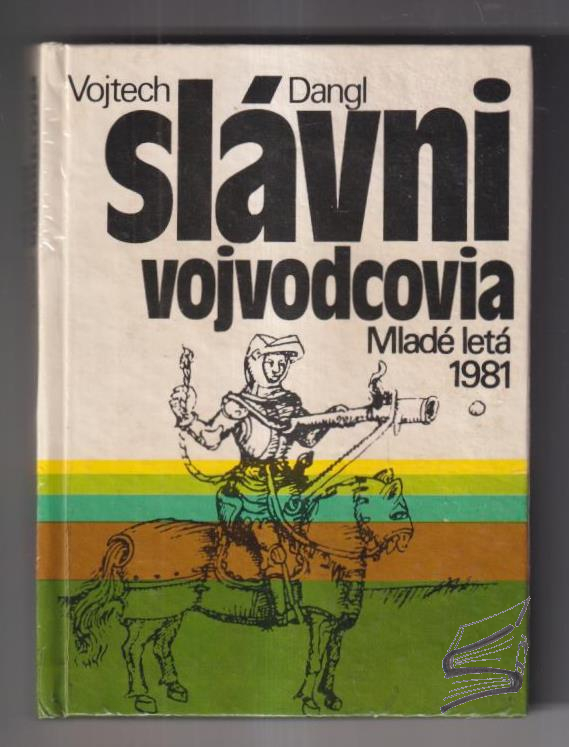 Vojtech Dangl
slávni
vojvodcovia
Mladé letá
1981